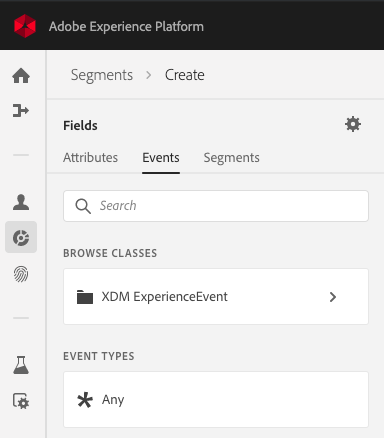 Adobe Experience Platform
Segments > Create
Fields
Attributes Events Segments
Search
BROWSE CLASSES
XDM ExperienceEvent
EVENT TYPES
Any